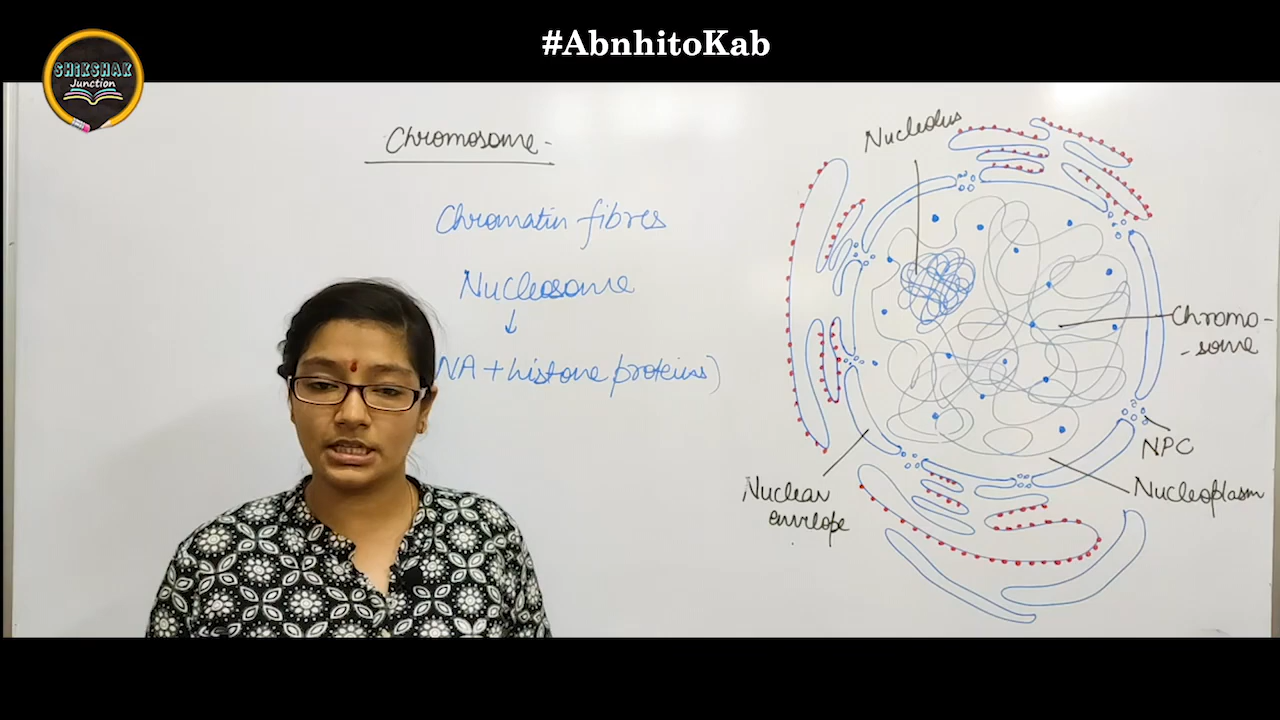 #AbnhitoKab
SHIKSHAK
Junction
Chromosome-
Chromatin fibres
Nucleosome
↓
NA + histone proteins)
Nucleolus
Chromo-
-some
NPC
Nucleoplasm
Nuclear
envelope